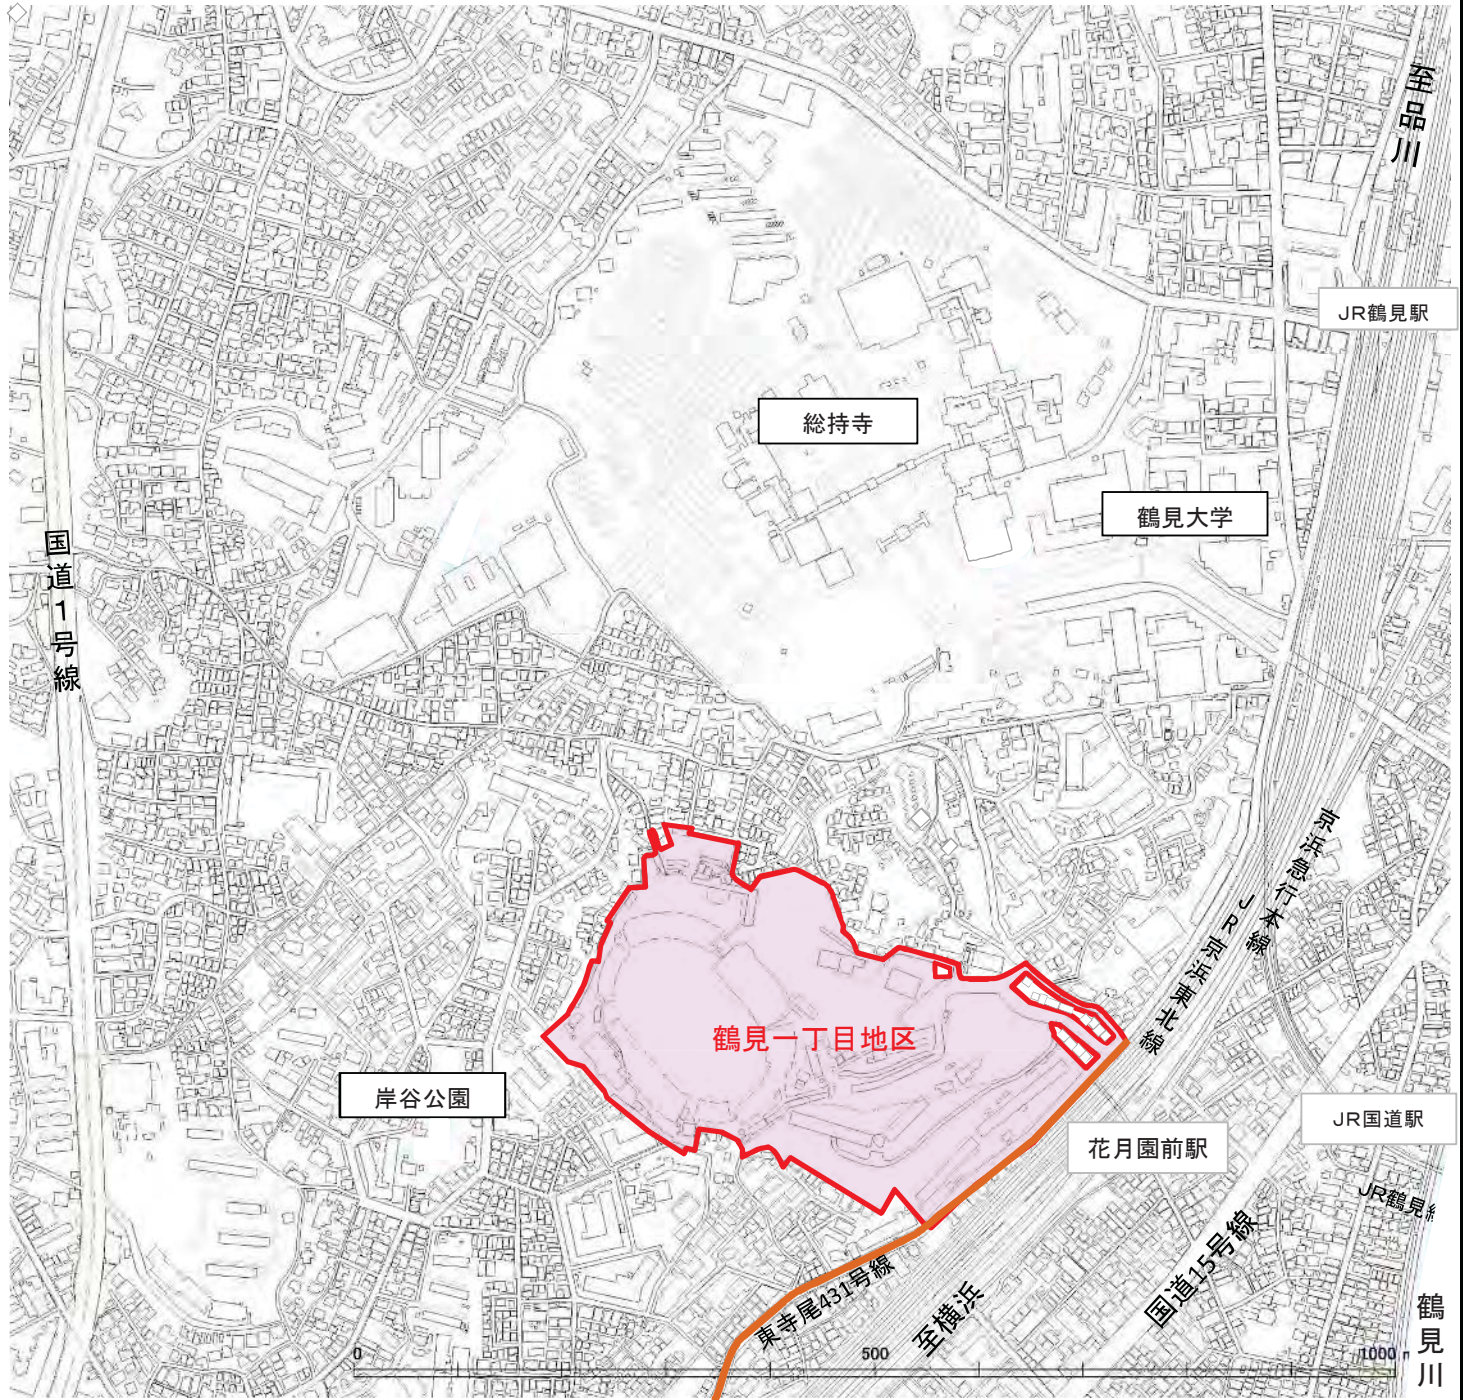 至品川
JR鶴見駅
総持寺
鶴見大学
国道1号線
京浜急行本線
JR京浜東北線
鶴見一丁目地区
岸谷公園
JR国道駅
花月園前駅
JR鶴見線
国道15号線
東寺尾431号線
至横浜
鶴見川
0 500 1000